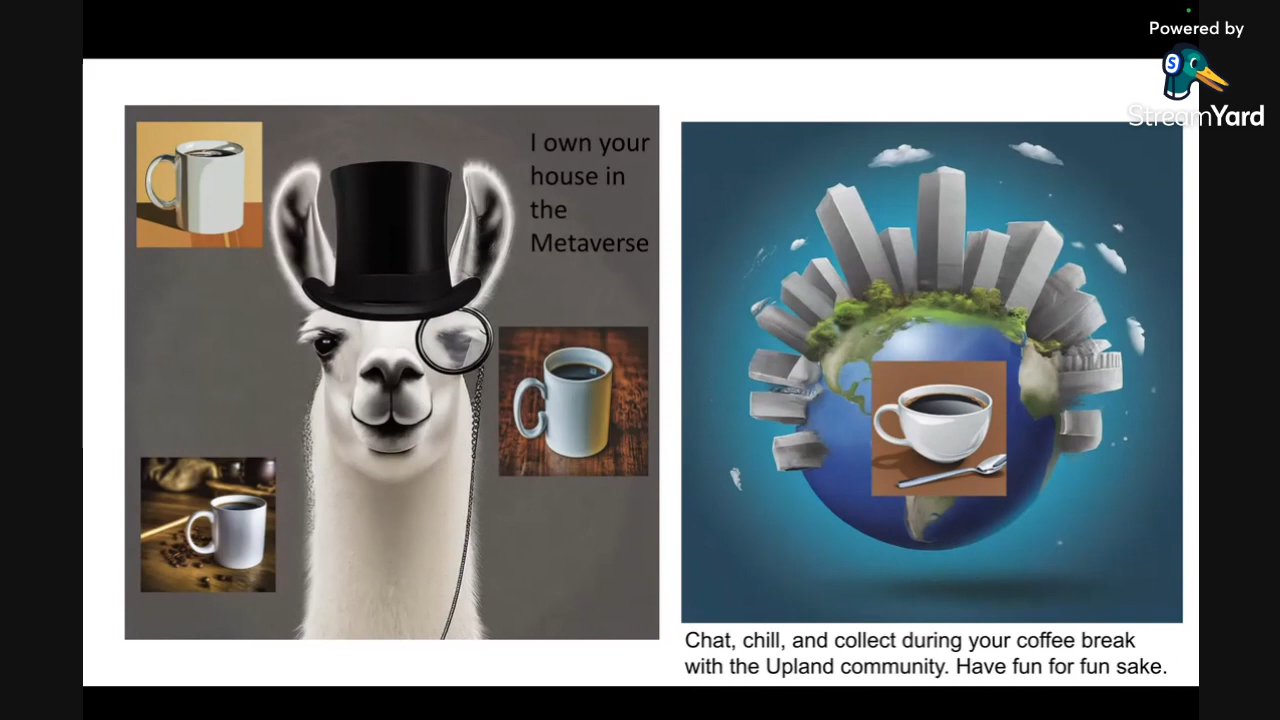 Powered by
StreamYard
I own your
house in
the
Metaverse
Chat, chill, and collect during your coffee break
with the Upland community. Have fun for fun sake.